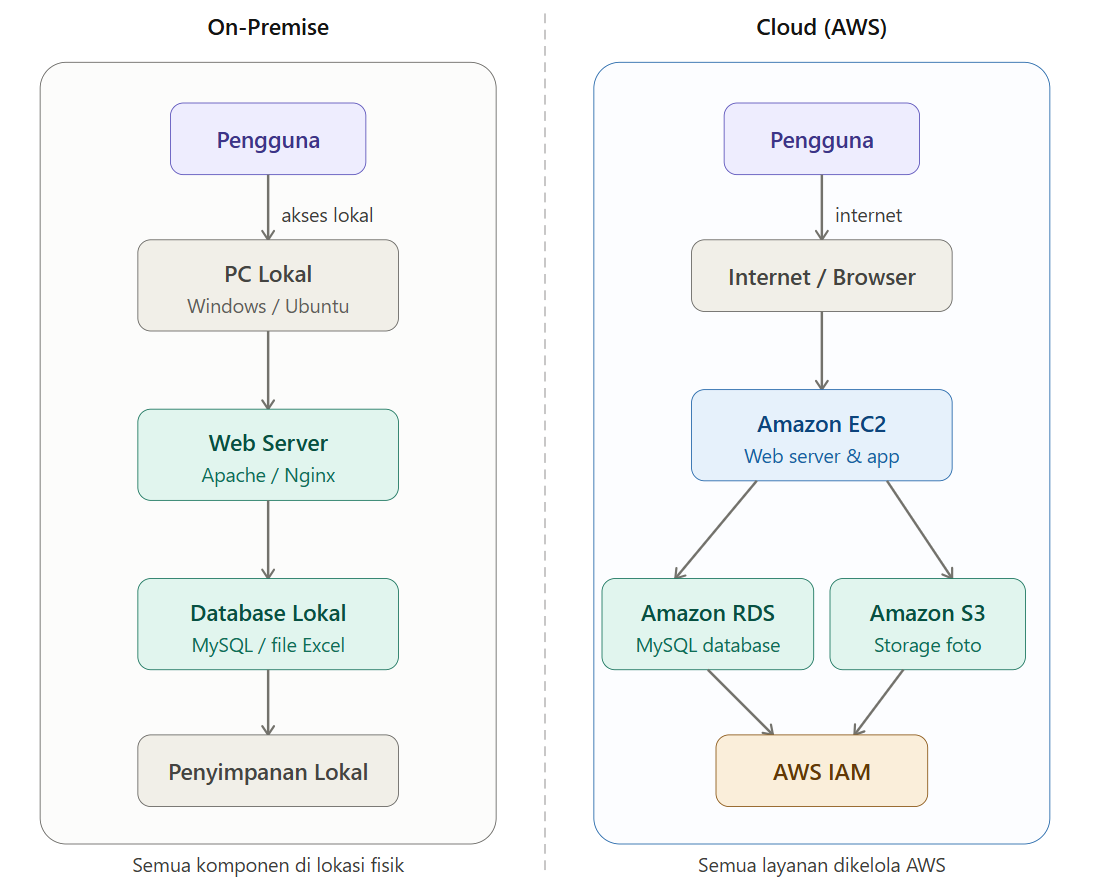 On-Premise
Pengguna
akses lokal
PC Lokal
Windows / Ubuntu
Web Server
Apache / Nginx
Database Lokal
MySQL / file Excel
Penyimpanan Lokal
Semua komponen di lokasi fisik
Cloud (AWS)
Pengguna
internet
Internet / Browser
Amazon EC2
Web server & app
Amazon RDS
MySQL database
Amazon S3
Storage foto
AWS IAM
Semua layanan dikelola AWS